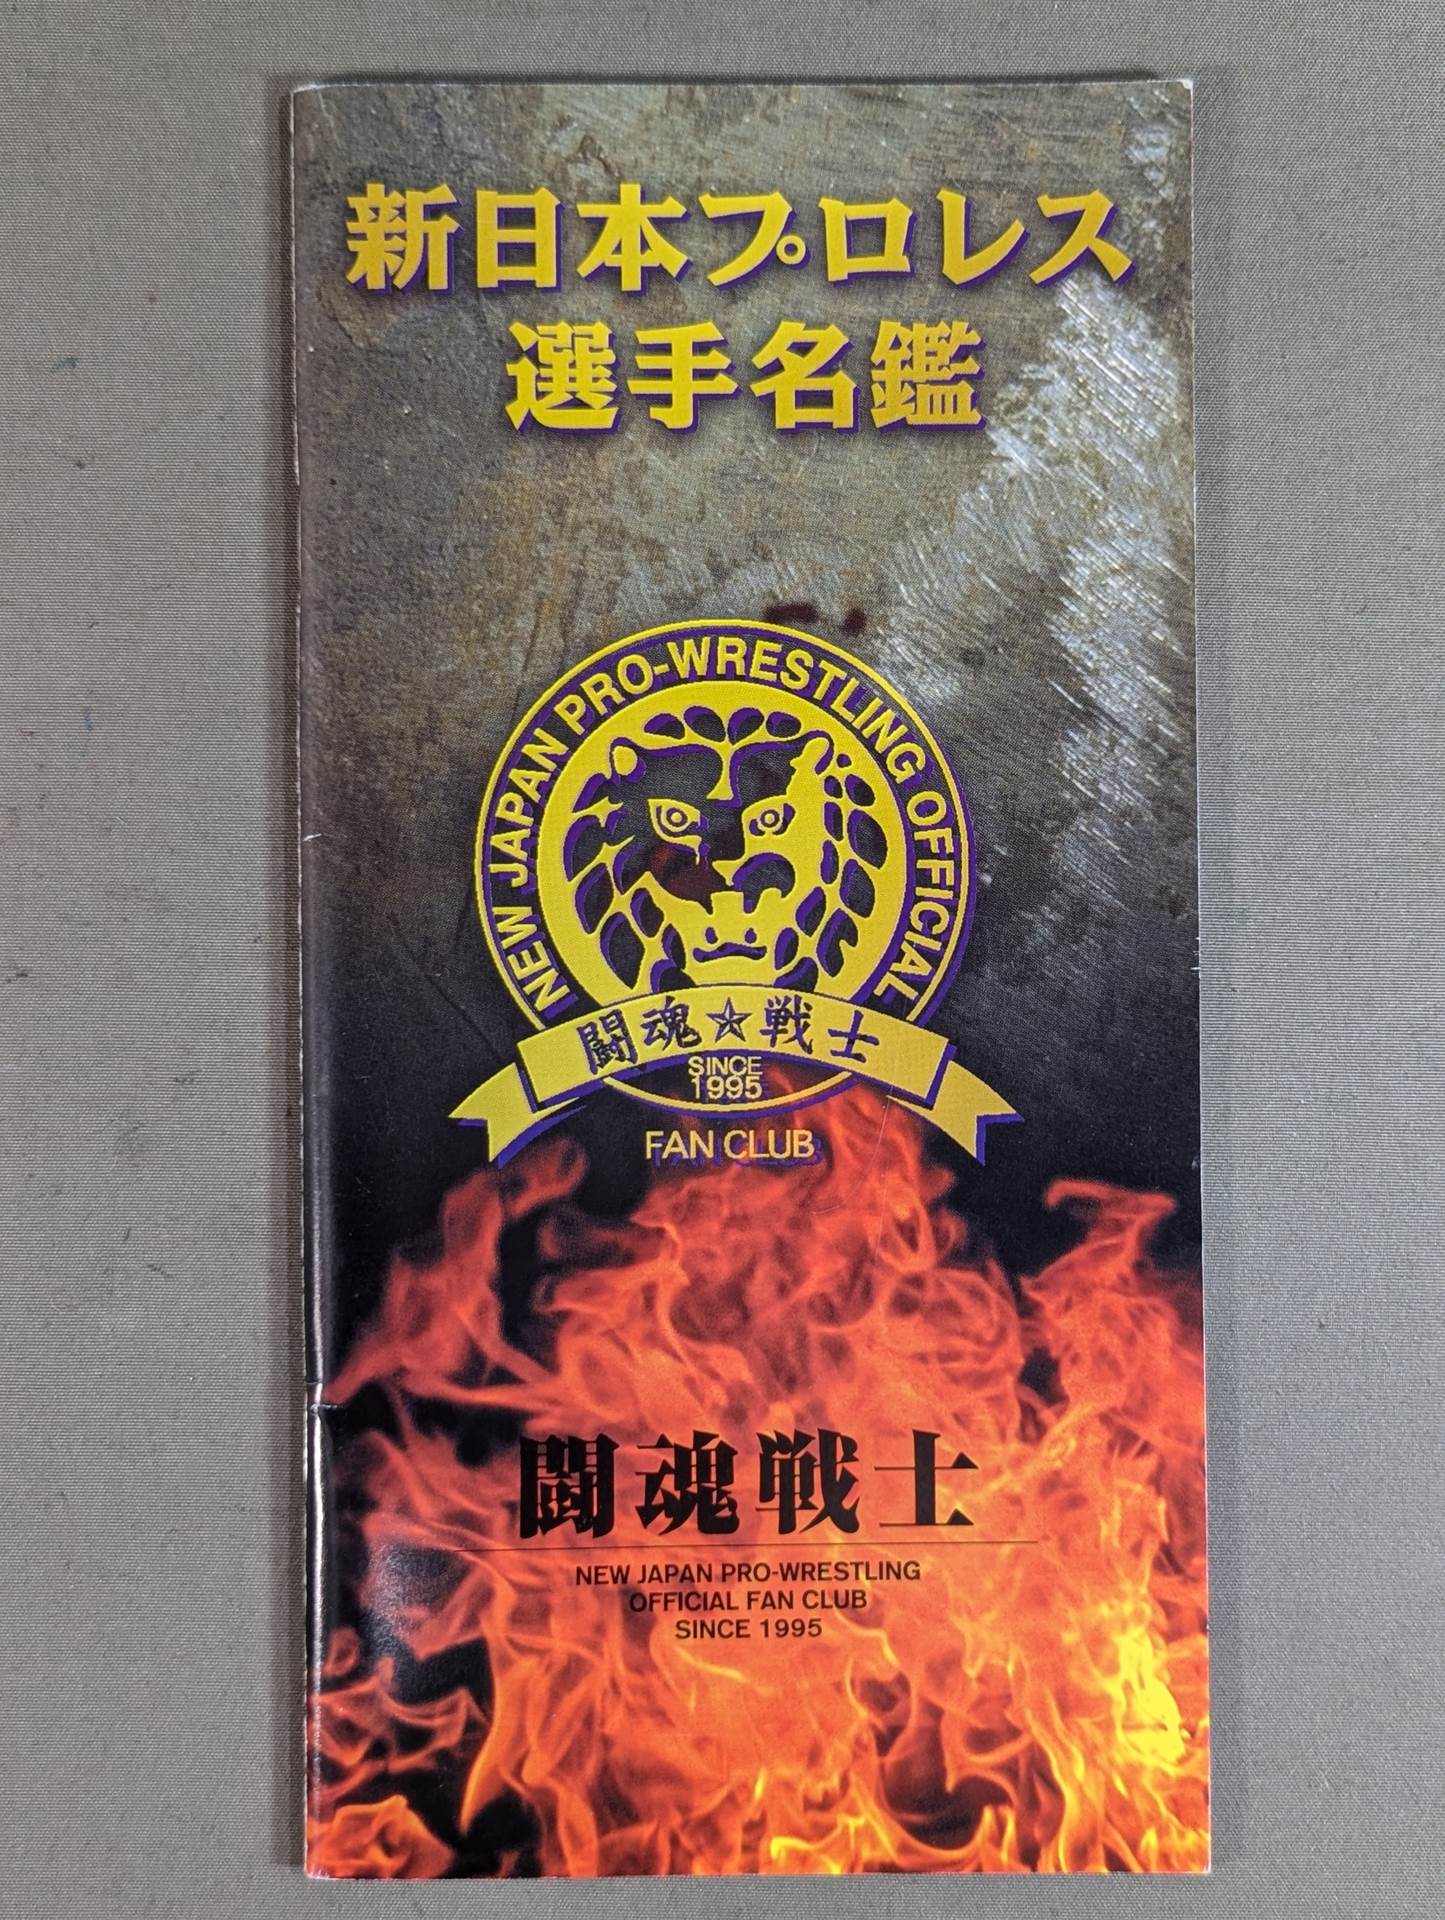 新日本プロレス
選手名鑑
NEW JAPAN PRO-WRESTLING OFFICIAL
闘魂★戦士
SINCE
1995
FAN CLUB
闘魂戦士
NEW JAPAN PRO-WRESTLING
OFFICIAL FAN CLUB
SINCE 1995